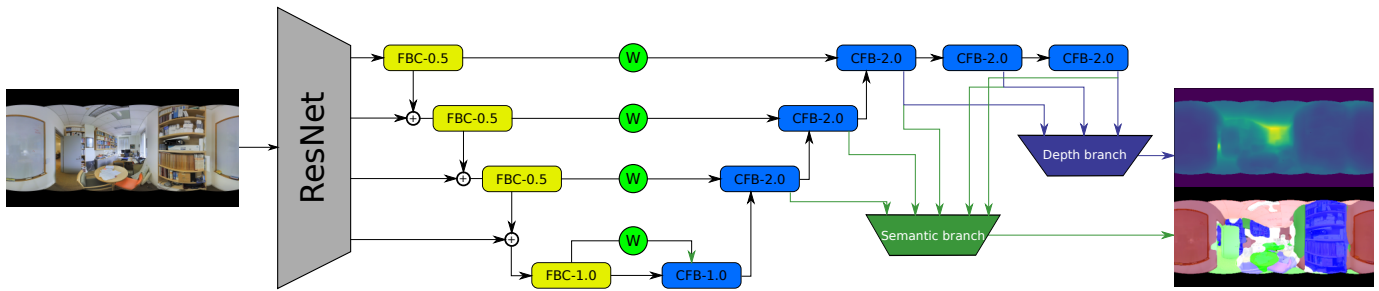 ResNet
FBC-0.5
W
CFB-2.0
CFB-2.0
CFB-2.0
FBC-0.5
W
CFB-2.0
Depth branch
FBC-0.5
W
CFB-2.0
W
Semantic branch
FBC-1.0
CFB-1.0